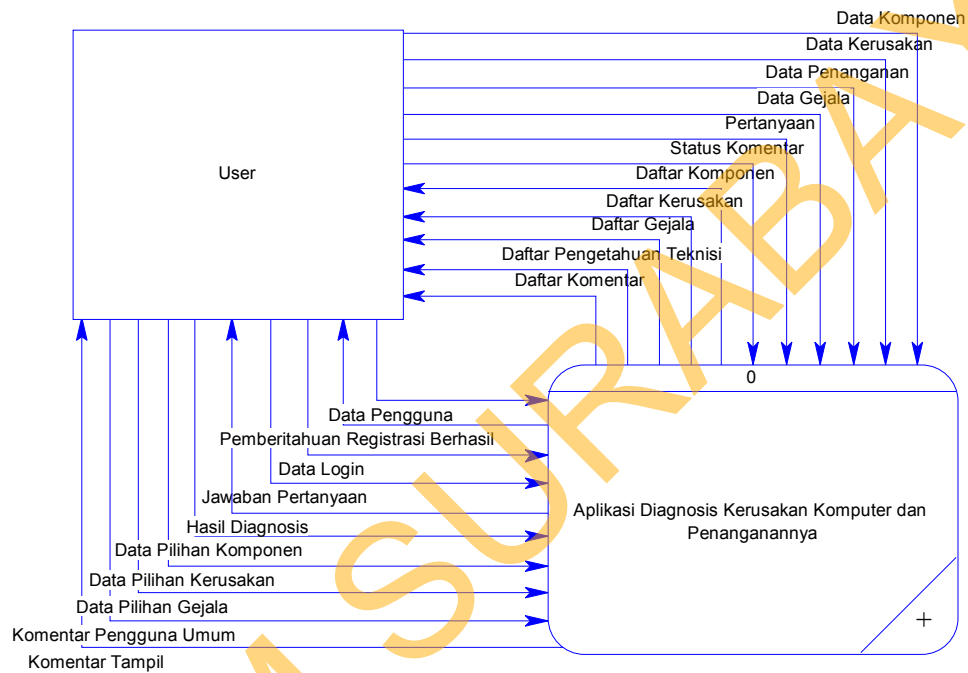 Data Komponen
Data Kerusakan
Data Penanganan
Data Gejala
Pertanyaan
Status Komentar
Daftar Komponen
User
Daftar Kerusakan
Daftar Gejala
Daftar Pengetahuan Teknisi
Daftar Komentar
0
Data Pengguna
Pemberitahuan Registrasi Berhasil
Data Login
Jawaban Pertanyaan
Aplikasi Diagnosis Kerusakan Komputer dan
Penanganannya
Hasil Diagnosis
Data Pilihan Komponen
Data Pilihan Kerusakan
Data Pilihan Gejala
+
Komentar Pengguna Umum
Komentar Tampil
M SURABAY